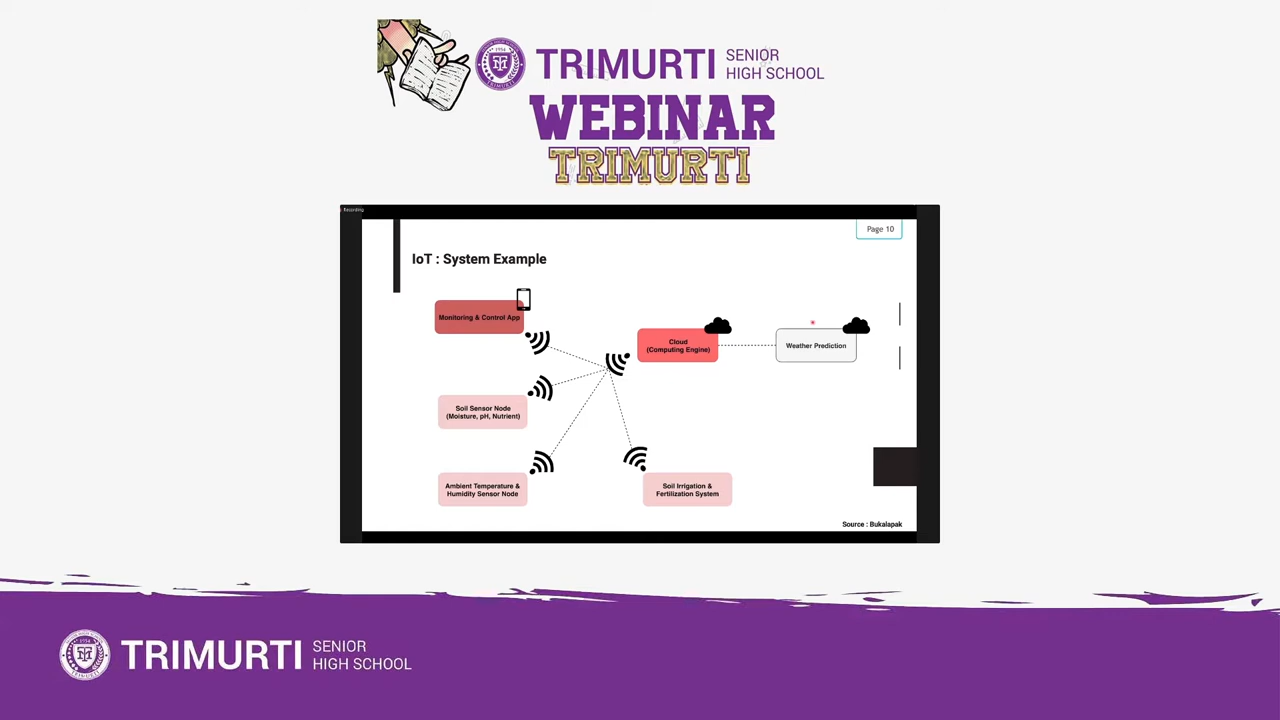 TRIMURTI
SENIOR
HIGH SCHOOL
WEBINAR
TRIMURTI
Recording
Page 10
IoT : System Example
Monitoring & Control App
Cloud
(Computing Engine)
Weather Prediction
Soil Sensor Node
(Moisture, pH, Nutrient)
Ambient Temperature &
Humidity Sensor Node
Soil Irrigation &
Fertilization System
Source : Bukalapak
TRIMURTI
SENIOR
HIGH SCHOOL